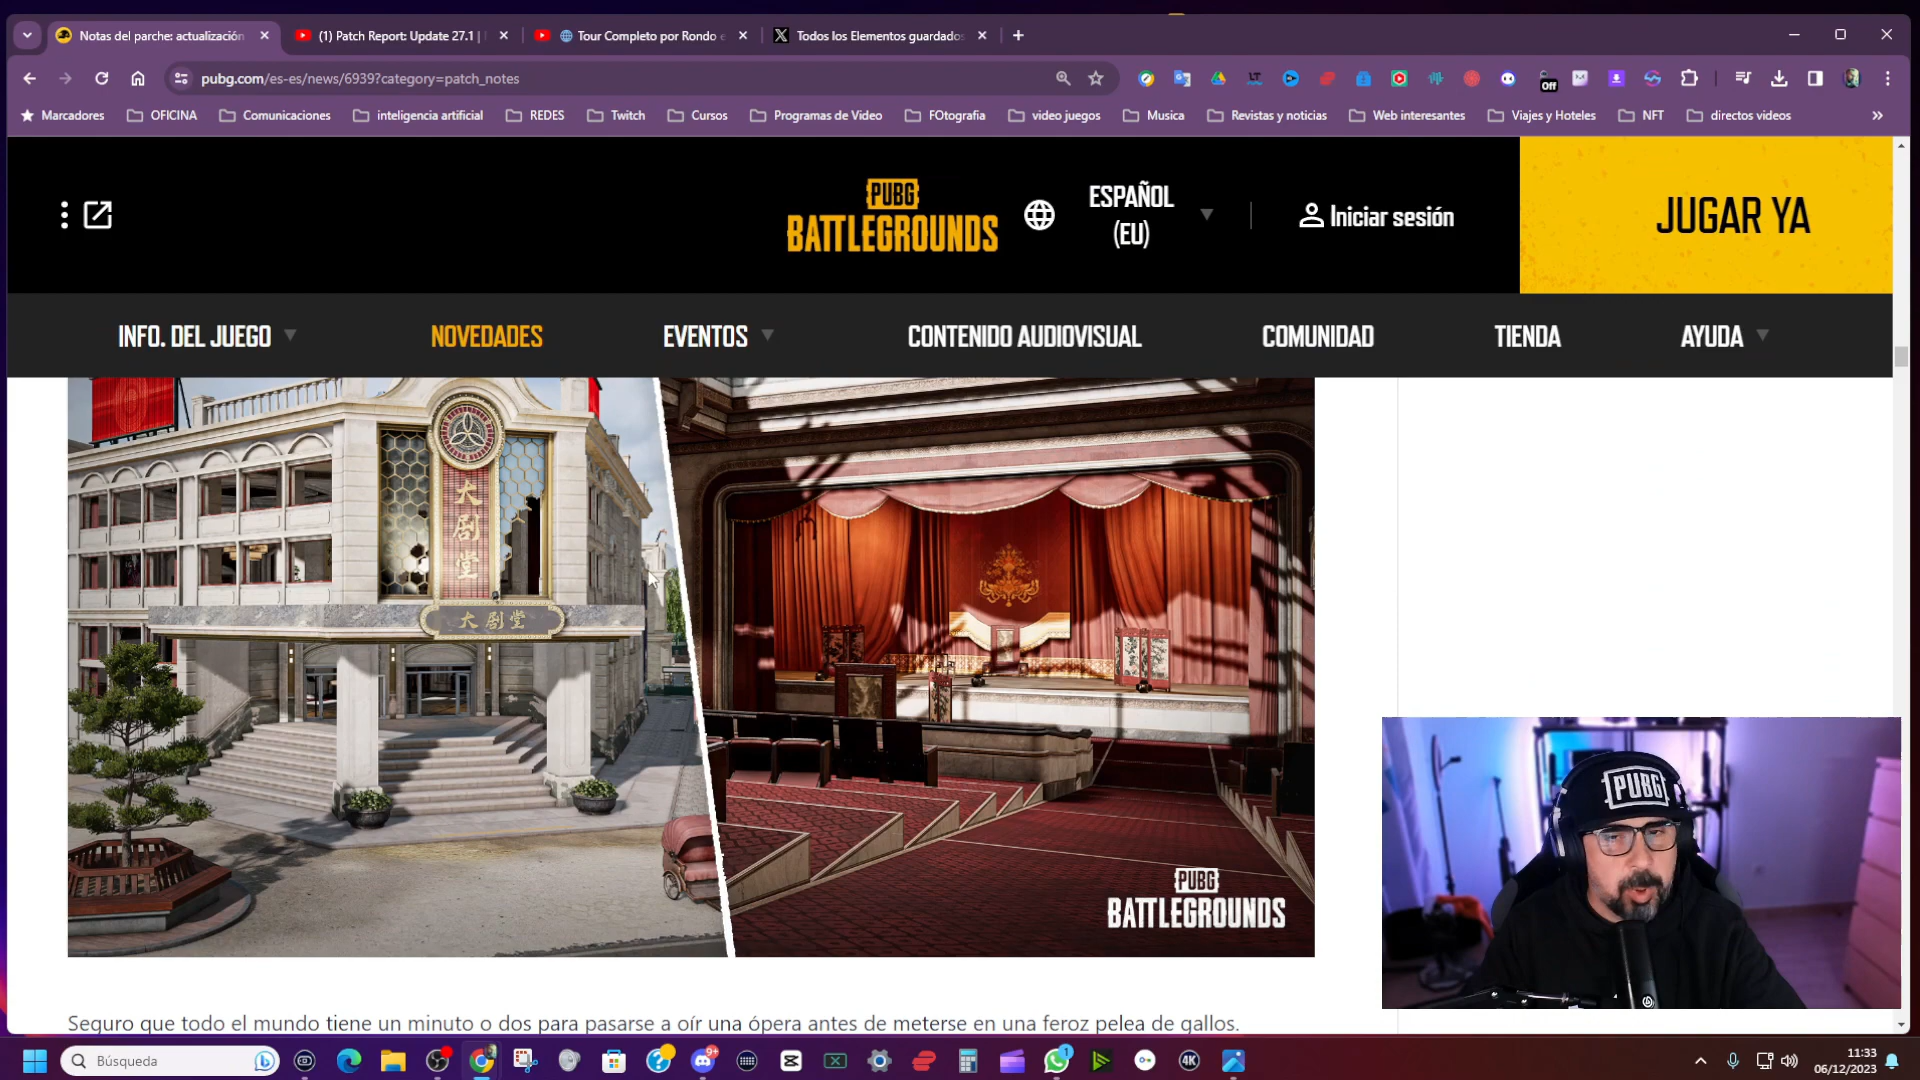 Notas del parche: actualización
(1) Patch Report: Update 27.1 |
Tour Completo por Rondo e
Todos los Elementos guardados
pubg.com/es-es/news/6939?category=patch_notes
Off
Marcadores
OFICINA
Comunicaciones
inteligencia artificial
REDES
Twitch
Cursos
Programas de Video
FOtografia
video juegos
Musica
Revistas y noticias
Web interesantes
Viajes y Hoteles
NFT
directos videos
PUBG
BATTLEGROUNDS
ESPAÑOL
(EU)
Iniciar sesión
JUGAR YA
INFO. DEL JUEGO
NOVEDADES
EVENTOS
CONTENIDO AUDIOVISUAL
COMUNIDAD
TIENDA
AYUDA
大剧堂
大剧堂
PUBG
BATTLEGROUNDS
PUBG
Seguro que todo el mundo tiene un minuto o dos para pasarse a oír una ópera antes de meterse en una feroz pelea de gallos.
Búsqueda
9+
1
4K
11:33
06/12/2023